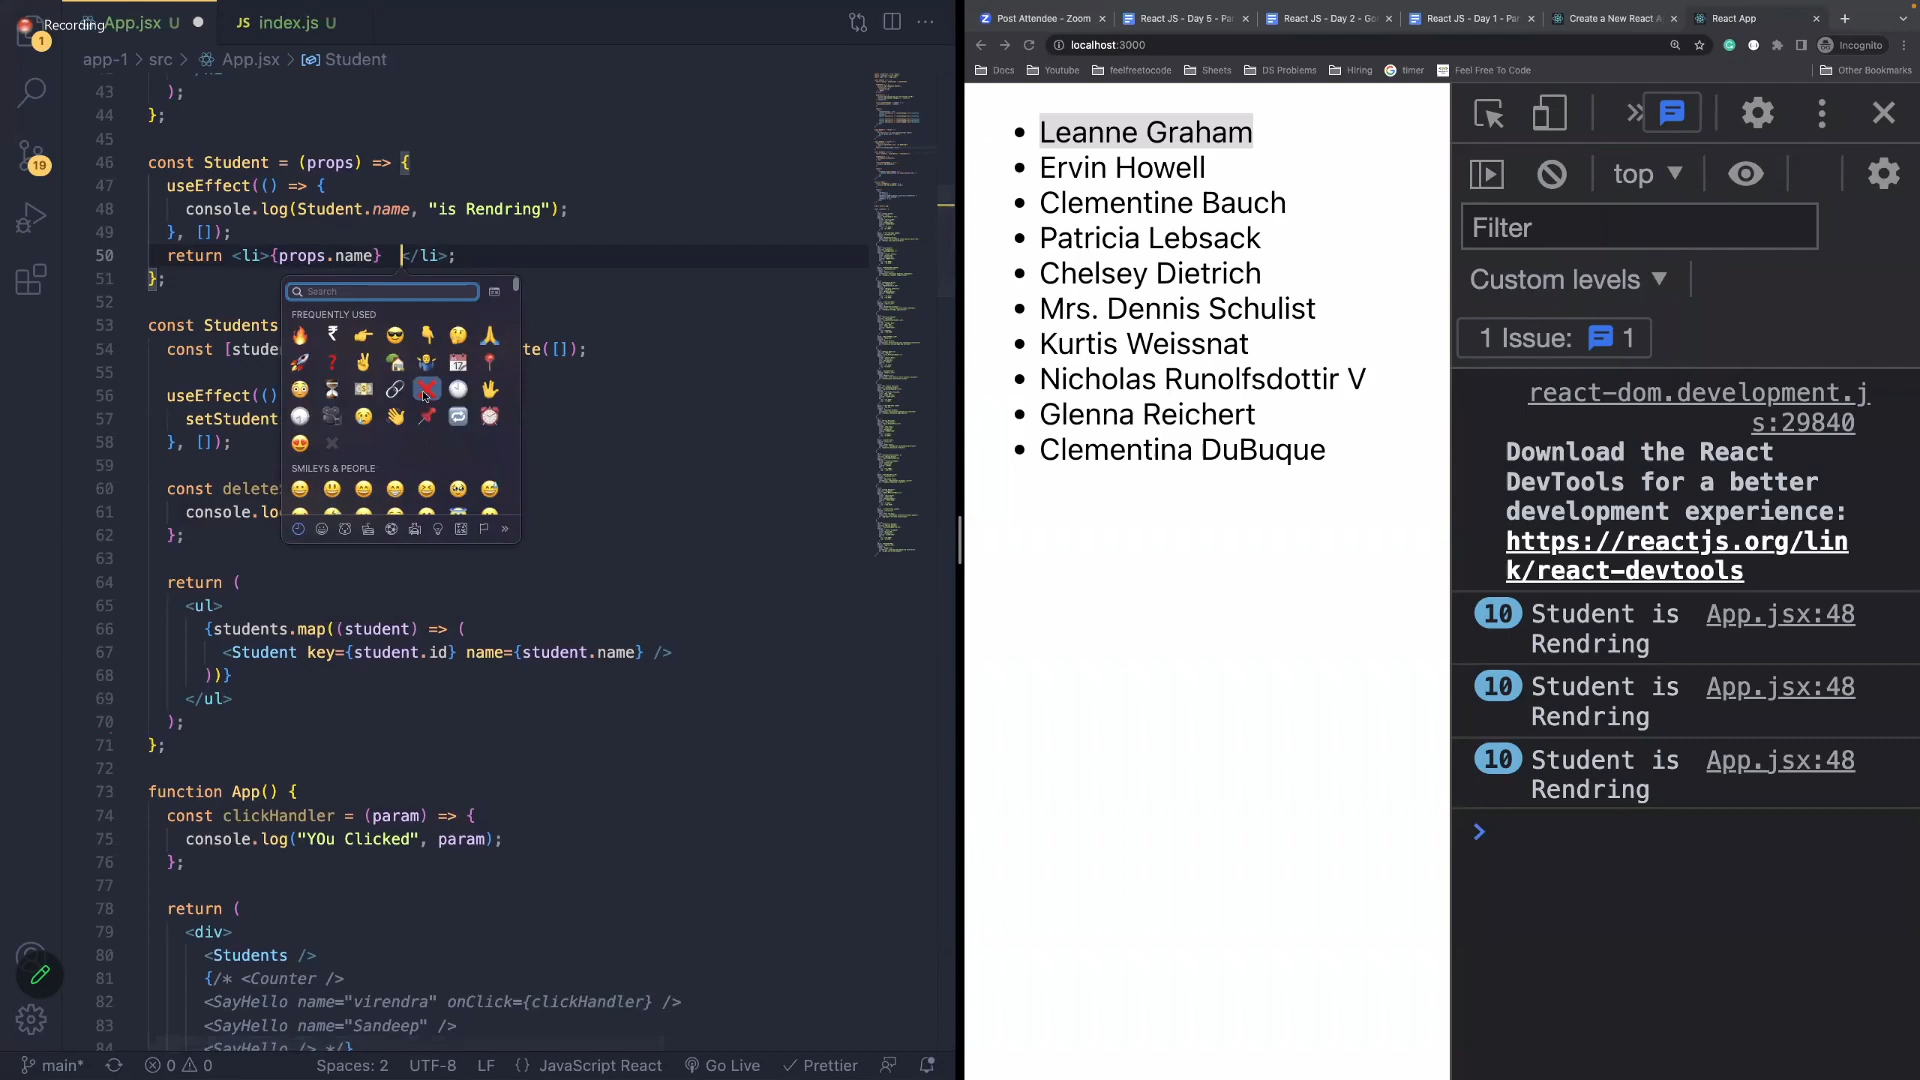 Recording
App.jsx U
JS index.js U
app-1 > src > App.jsx > Student
43 );
44 };
45
46 const Student = (props) => {
47 useEffect(() => {
48 console.log(Student.name, "is Rendring");
49 }, []);
50 return <li>{props.name} </li>;
51 };
52
53 const Students
54 const [stude te([]);
55
56 useEffect(()
57 setStudent
58 }, []);
59
60 const delete
61 console.lo
62 };
63
64 return (
65 <ul>
66 {students.map((student) => (
67 <Student key={student.id} name={student.name} />
68 ))}
69 </ul>
70 );
71 };
72
73 function App() {
74 const clickHandler = (param) => {
75 console.log("YOu Clicked", param);
76 };
77
78 return (
79 <div>
80 <Students />
81 {/* <Counter />
82 <SayHello name="virendra" onClick={clickHandler} />
83 <SayHello name="Sandeep" />
84 <SayHello /> */}
Search
FREQUENTLY USED
SMILEYS & PEOPLE
1
19
main* 0 0 Spaces: 2 UTF-8 LF {} JavaScript React Go Live Prettier
Post Attendee - Zoom
React JS - Day 5 - Par
React JS - Day 2 - Go
React JS - Day 1 - Par
Create a New React A
React App
localhost:3000
Incognito
Docs Youtube feelfreetocode Sheets DS Problems Hiring timer Feel Free To Code Other Bookmarks
Leanne Graham
Ervin Howell
Clementine Bauch
Patricia Lebsack
Chelsey Dietrich
Mrs. Dennis Schulist
Kurtis Weissnat
Nicholas Runolfsdottir V
Glenna Reichert
Clementina DuBuque
top
Filter
Custom levels
1 Issue: 1
react-dom.development.j
s:29840
Download the React
DevTools for a better
development experience:
https://reactjs.org/lin
k/react-devtools
10 Student is App.jsx:48
Rendring
10 Student is App.jsx:48
Rendring
10 Student is App.jsx:48
Rendring